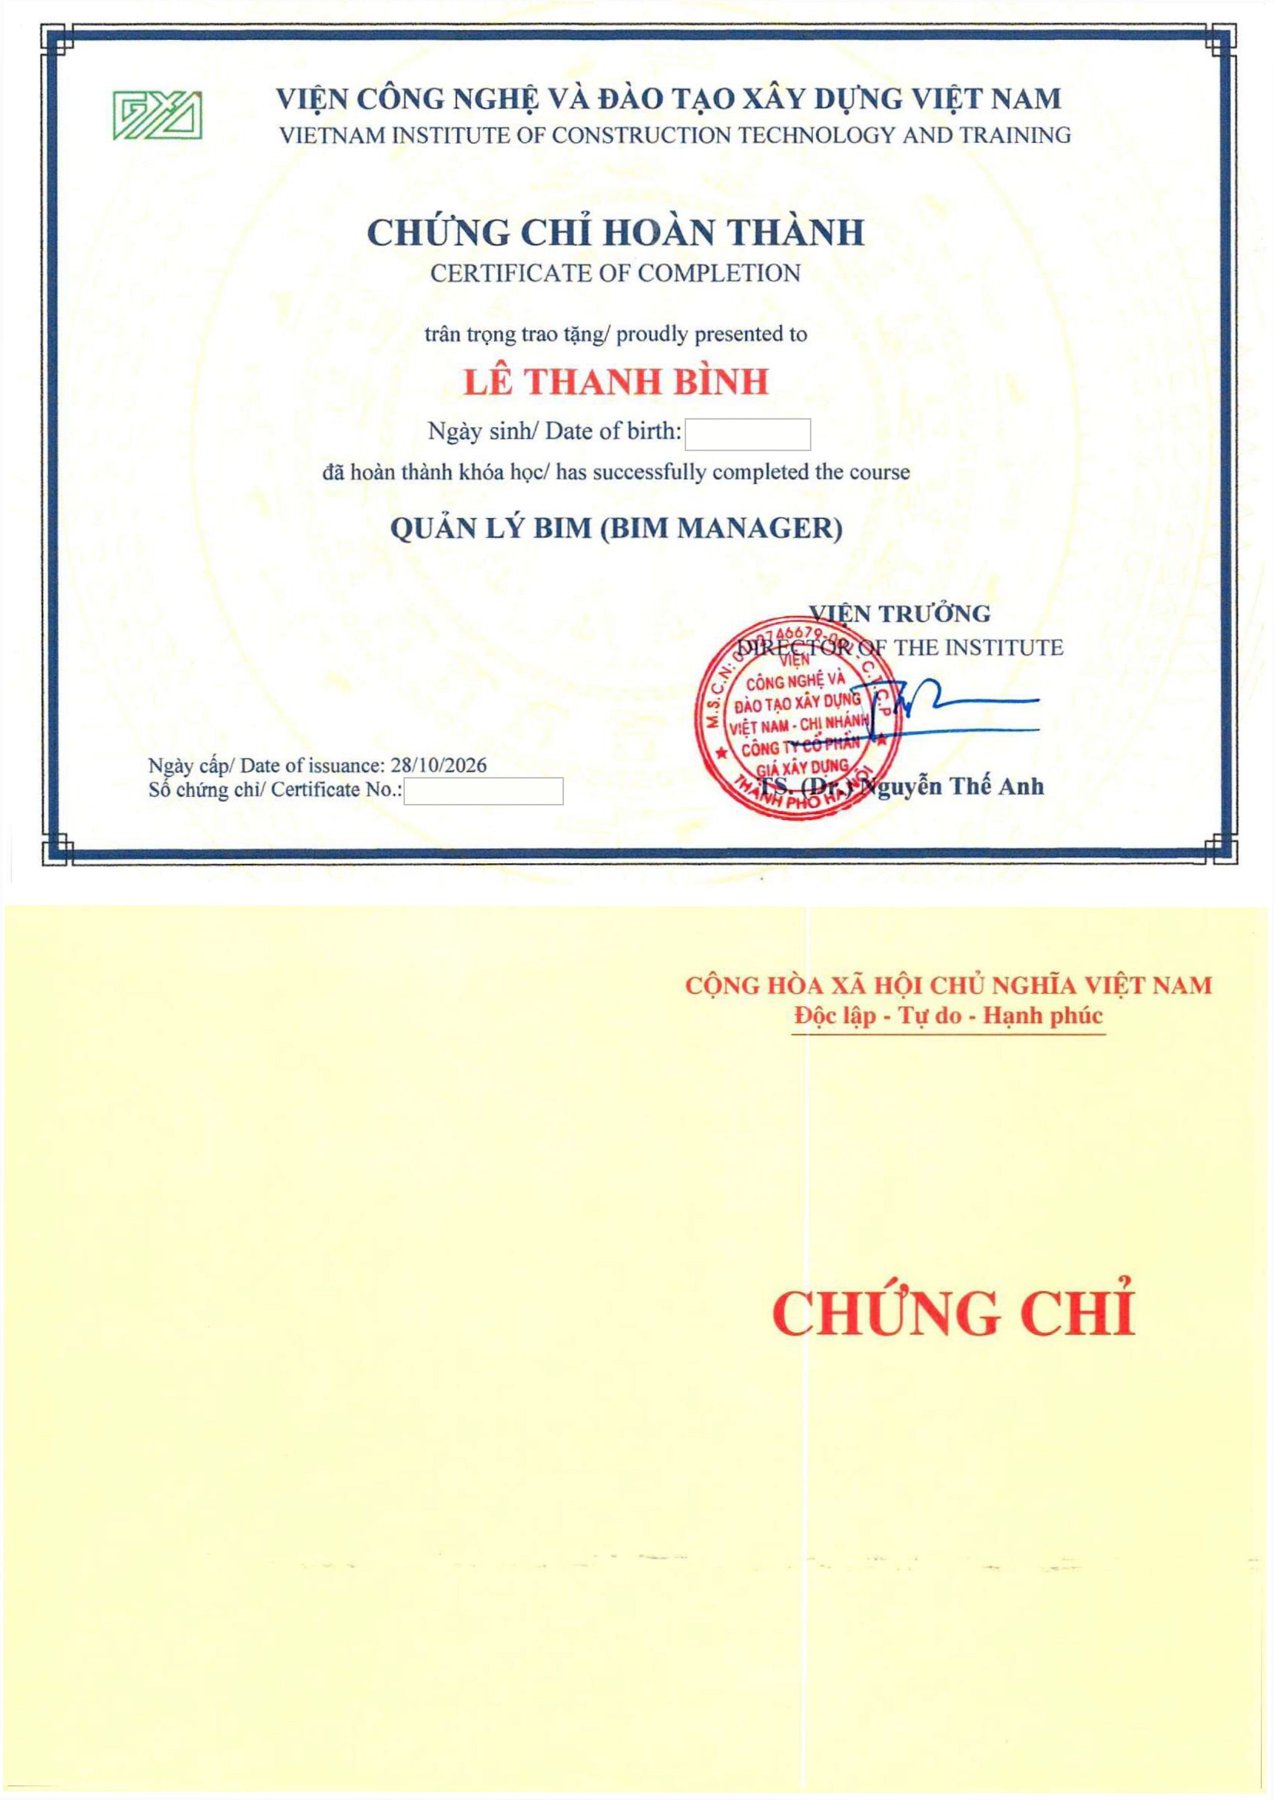 GXD
VIỆN CÔNG NGHỆ VÀ ĐÀO TẠO XÂY DỰNG VIỆT NAM
VIETNAM INSTITUTE OF CONSTRUCTION TECHNOLOGY AND TRAINING
CHỨNG CHỈ HOÀN THÀNH
CERTIFICATE OF COMPLETION
trân trọng trao tặng/ proudly presented to
LÊ THANH BÌNH
Ngày sinh/ Date of birth:
đã hoàn thành khóa học/ has successfully completed the course
QUẢN LÝ BIM (BIM MANAGER)
VIỆN TRƯỞNG
DIRECTOR OF THE INSTITUTE
M.S.C.N: - C.T.C.P
VIỆN
CÔNG NGHỆ VÀ
ĐÀO TẠO XÂY DỰNG
VIỆT NAM - CHI NHÁNH
CÔNG TY CỔ PHẦN
GIÁ XÂY DỰNG
THÀNH PHỐ HÀ NỘI
TS. (Dr.) Nguyễn Thế Anh
Ngày cấp/ Date of issuance: 28/10/2026
Số chứng chỉ/ Certificate No.:
CỘNG HÒA XÃ HỘI CHỦ NGHĨA VIỆT NAM
Độc lập - Tự do - Hạnh phúc
CHỨNG CHỈ